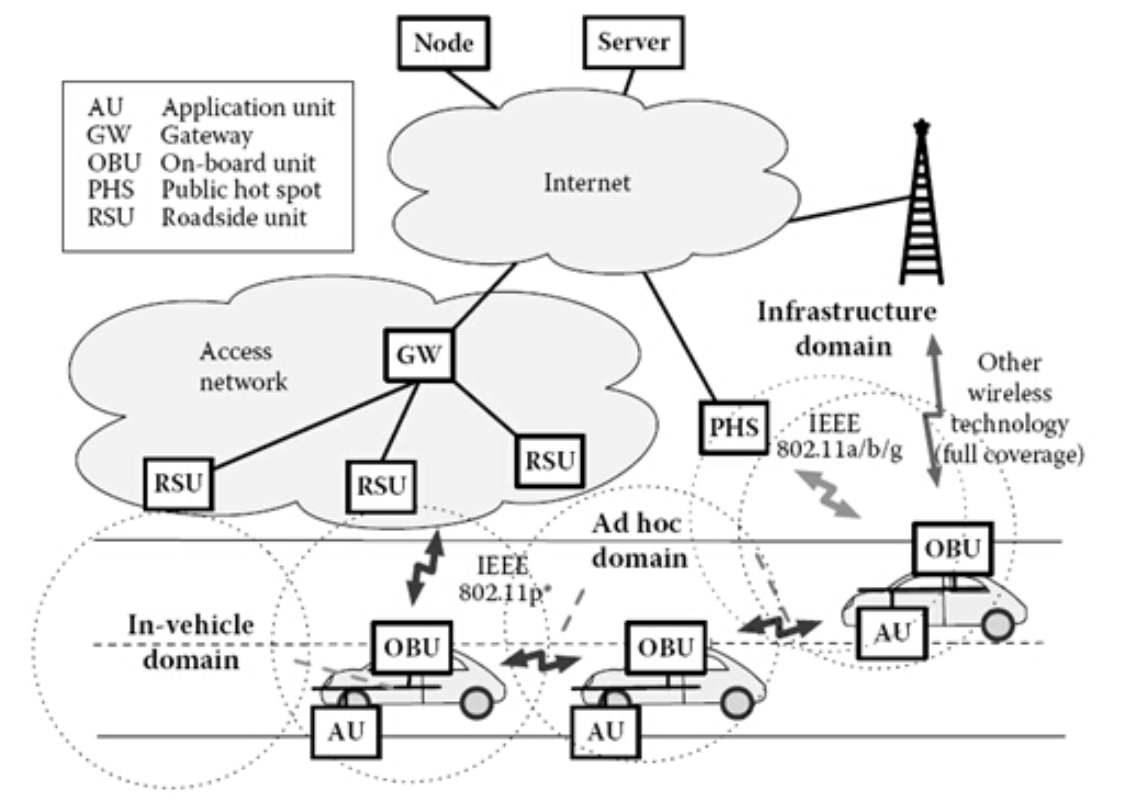 Node
Server
AU Application unit
GW Gateway
OBU On-board unit
PHS Public hot spot
RSU Roadside unit
Internet
Infrastructure
domain
Access
network
GW
Other
wireless
technology
(full coverage)
PHS
IEEE
802.11a/b/g
RSU
RSU
RSU
Ad hoc
domain
OBU
IEEE
802.11p*
In-vehicle
domain
OBU
OBU
AU
AU
AU